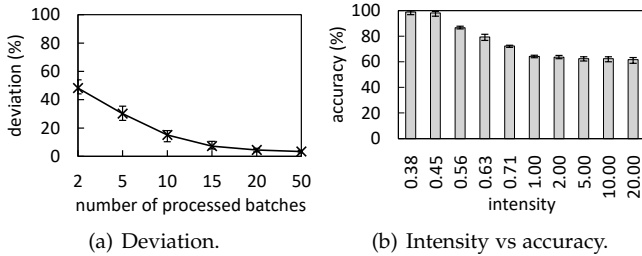 deviation (%)
100
80
60
40
20
0
2 5 10 15 20 50
number of processed batches
(a) Deviation.
accuracy (%)
100
80
60
40
20
0
0.38 0.45 0.56 0.63 0.71 1.00 2.00 5.00 10.00 20.00
intensity
(b) Intensity vs accuracy.